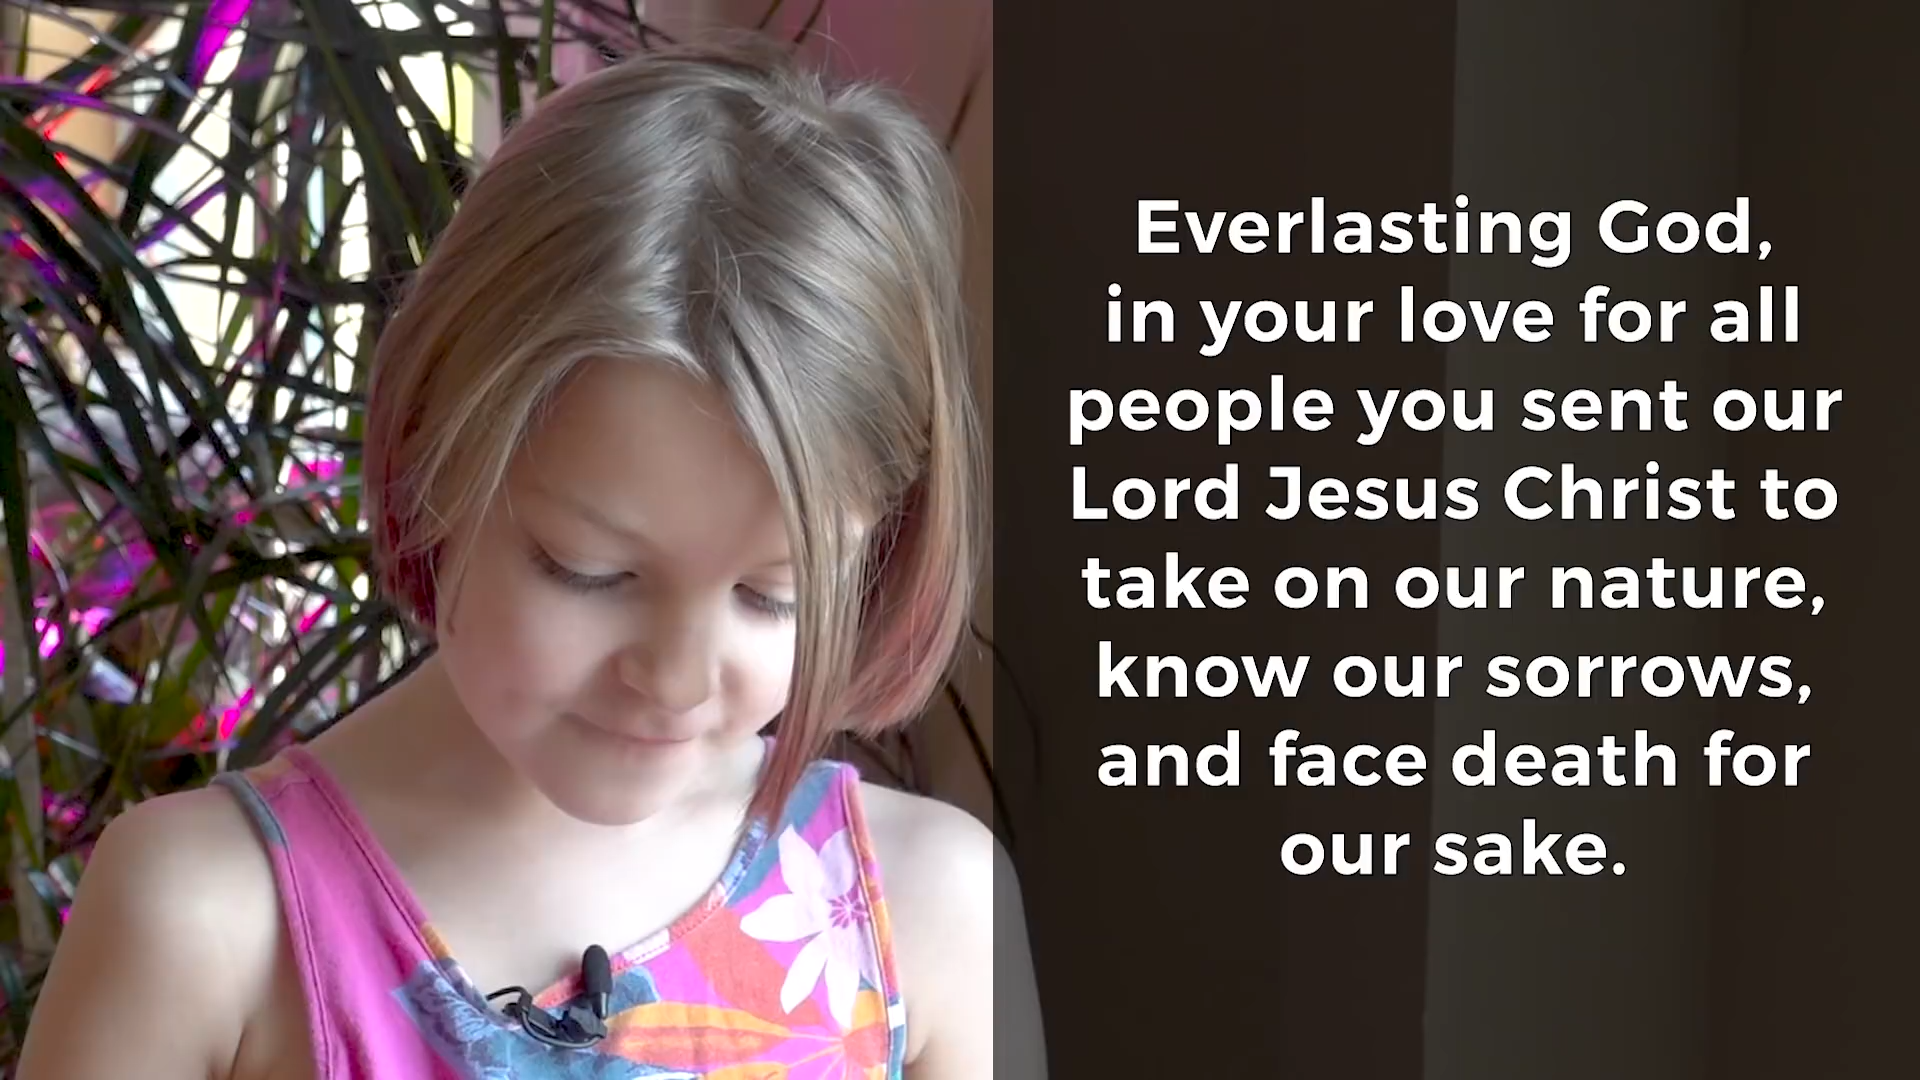 Everlasting God,
in your love for all
people you sent our
Lord Jesus Christ to
take on our nature,
know our sorrows,
and face death for
our sake.